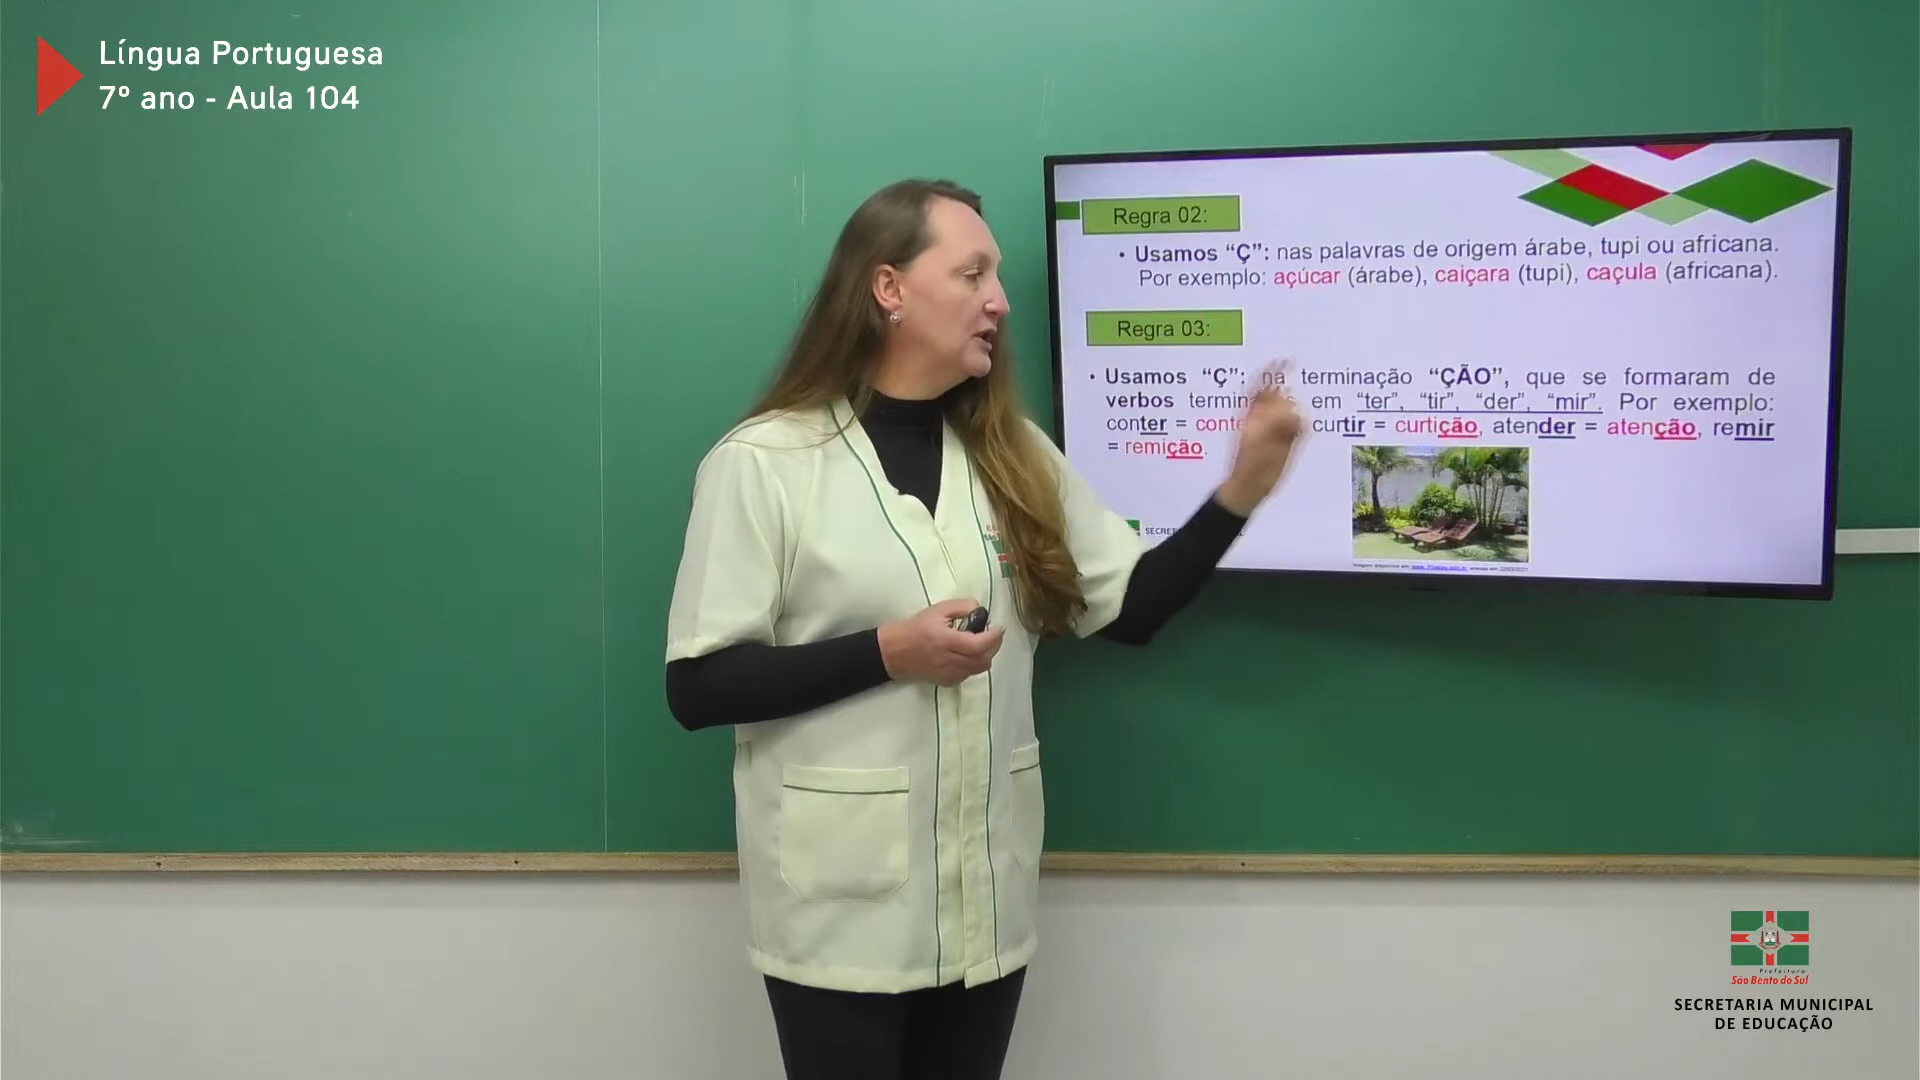 Língua Portuguesa
7º ano - Aula 104
Regra 02:
• Usamos “Ç”: nas palavras de origem árabe, tupi ou africana.
Por exemplo: açúcar (árabe), caiçara (tupi), caçula (africana).
Regra 03:
• Usamos “Ç”: na terminação “ÇÃO”, que se formaram de
verbos em “ter”, “tir”, “der”, “mir”. Por exemplo:
conter = curtir = curtição, atender = atenção, remir
= remição.
Prefeitura
São Bento do Sul
SECRETARIA MUNICIPAL
DE EDUCAÇÃO